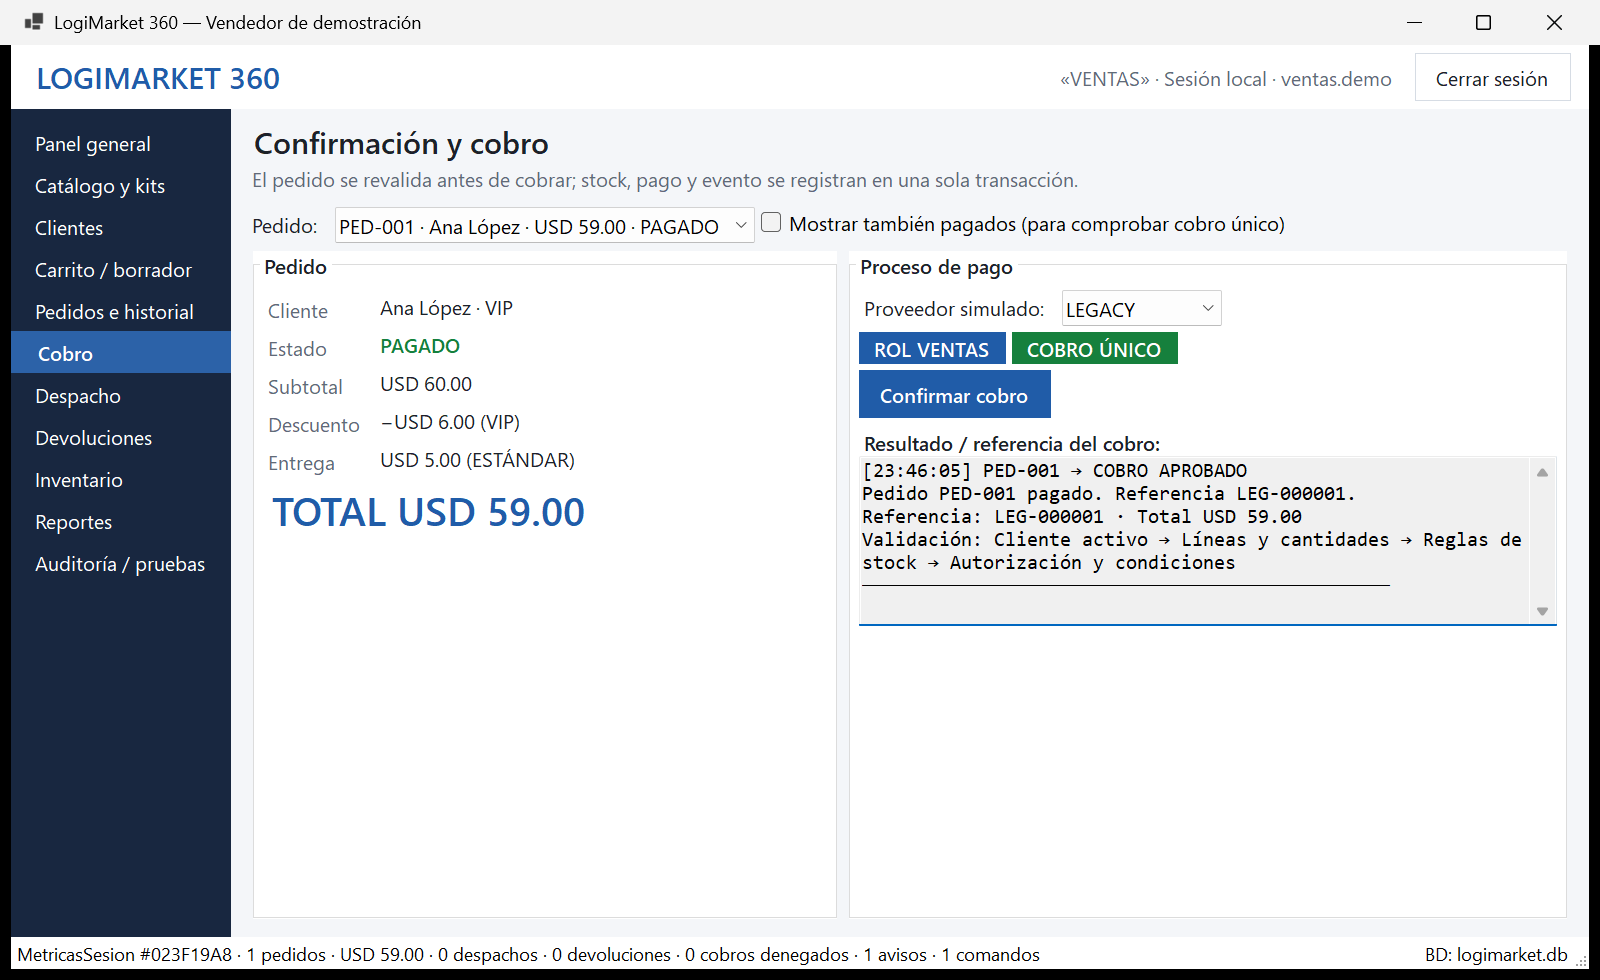 LogiMarket 360 — Vendedor de demostración
LOGIMARKET 360
«VENTAS» · Sesión local · ventas.demo
Cerrar sesión
Panel general
Catálogo y kits
Clientes
Carrito / borrador
Pedidos e historial
Cobro
Despacho
Devoluciones
Inventario
Reportes
Auditoría / pruebas
Confirmación y cobro
El pedido se revalida antes de cobrar; stock, pago y evento se registran en una sola transacción.
Pedido: PED-001 · Ana López · USD 59.00 · PAGADO
Mostrar también pagados (para comprobar cobro único)
Pedido
Cliente Ana López · VIP
Estado PAGADO
Subtotal USD 60.00
Descuento −USD 6.00 (VIP)
Entrega USD 5.00 (ESTÁNDAR)
TOTAL USD 59.00
Proceso de pago
Proveedor simulado: LEGACY
ROL VENTAS COBRO ÚNICO
Confirmar cobro
Resultado / referencia del cobro:
[23:46:05] PED-001 → COBRO APROBADO
Pedido PED-001 pagado. Referencia LEG-000001.
Referencia: LEG-000001 · Total USD 59.00
Validación: Cliente activo → Líneas y cantidades → Reglas de
stock → Autorización y condiciones
MetricasSesion #023F19A8 · 1 pedidos · USD 59.00 · 0 despachos · 0 devoluciones · 0 cobros denegados · 1 avisos · 1 comandos
BD: logimarket.db